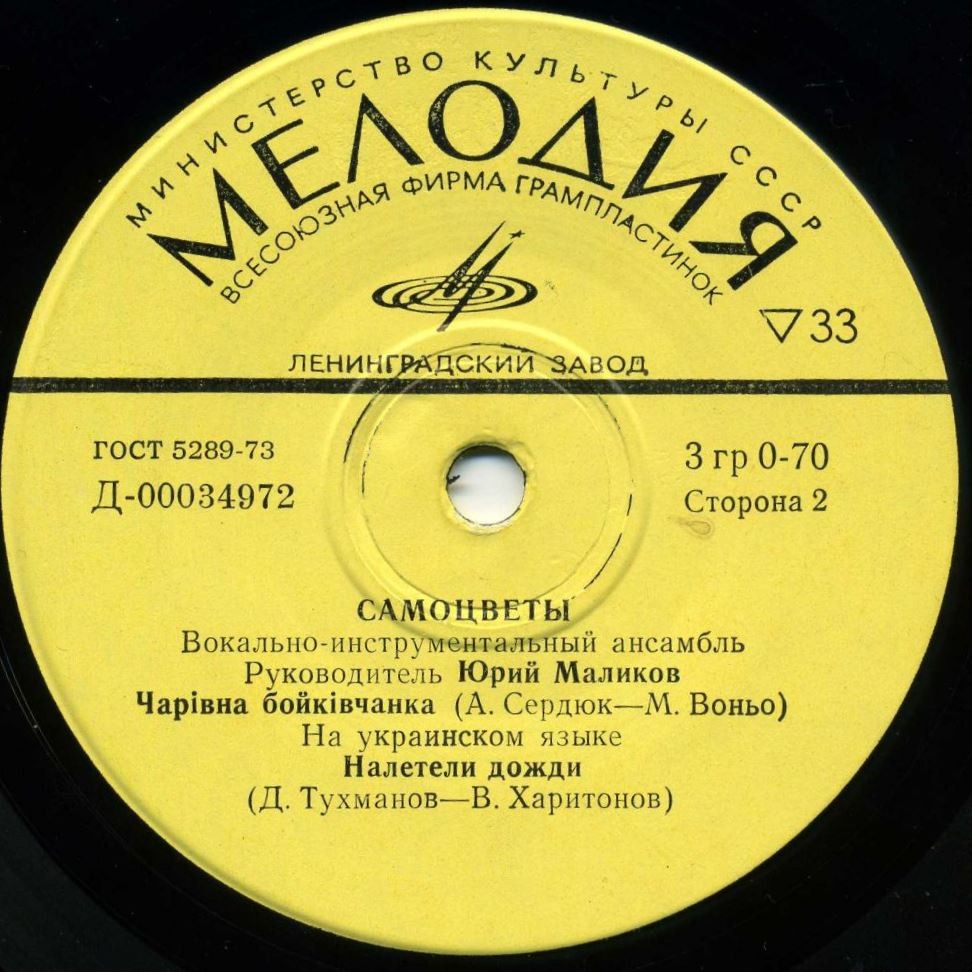 МИНИСТЕРСТВО КУЛЬТУРЫ СССР
МЕЛОДИЯ
ВСЕСОЮЗНАЯ ФИРМА ГРАМПЛАСТИНОК
▽33
ЛЕНИНГРАДСКИЙ ЗАВОД
ГОСТ 5289-73
3 гр 0-70
Д-00034972
Сторона 2
САМОЦВЕТЫ
Вокально-инструментальный ансамбль
Руководитель Юрий Маликов
Чарівна бойківчанка (А. Сердюк—М. Воньо)
На украинском языке
Налетели дожди
(Д. Тухманов—В. Харитонов)